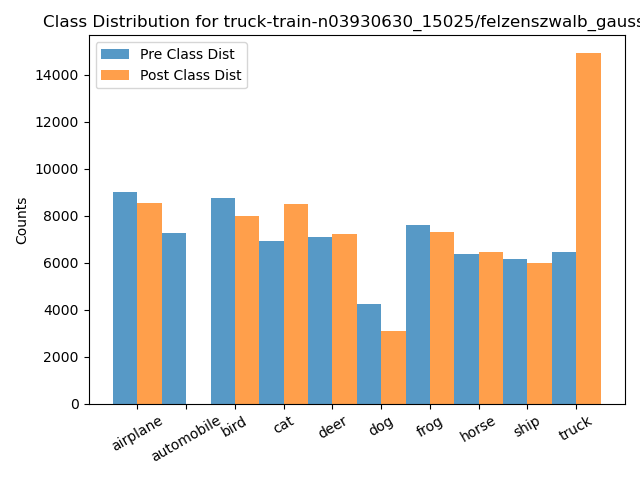 Class Distribution for truck-train-n03930630_15025/felzenszwalb_gauss
Pre Class Dist
Post Class Dist
Counts
14000
12000
10000
8000
6000
4000
2000
0
airplane
automobile
bird
cat
deer
dog
frog
horse
ship
truck